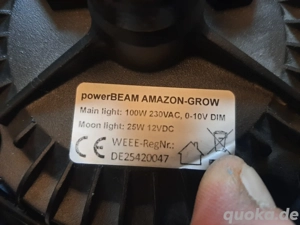 powerBEAM AMAZON-GROW
Main light: 100W 230VAC, 0-10V DIM
Moon light: 25W 12VDC
CE WEEE-RegNr.:
DE25420047
quoka.de